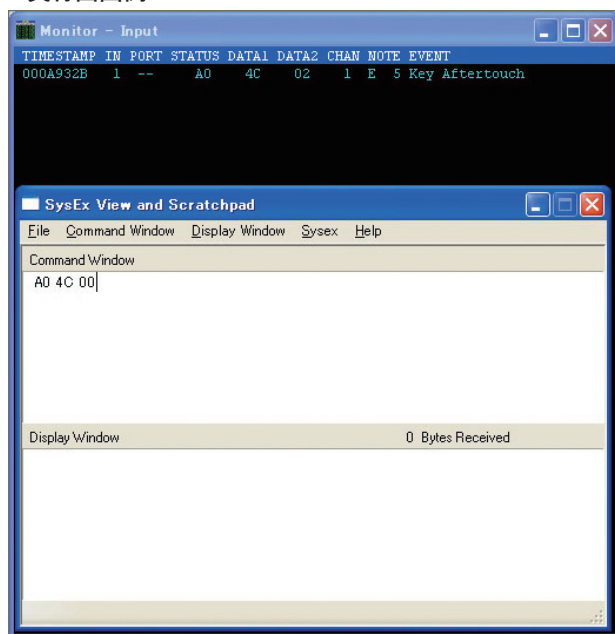 Monitor - Input
TIMESTAMP IN PORT STATUS DATA1 DATA2 CHAN NOTE EVENT
000A932B 1 -- A0 4C 02 1 E 5 Key Aftertouch
SysEx View and Scratchpad
File Command Window Display Window Sysex Help
Command Window
A0 4C 00
Display Window 0 Bytes Received